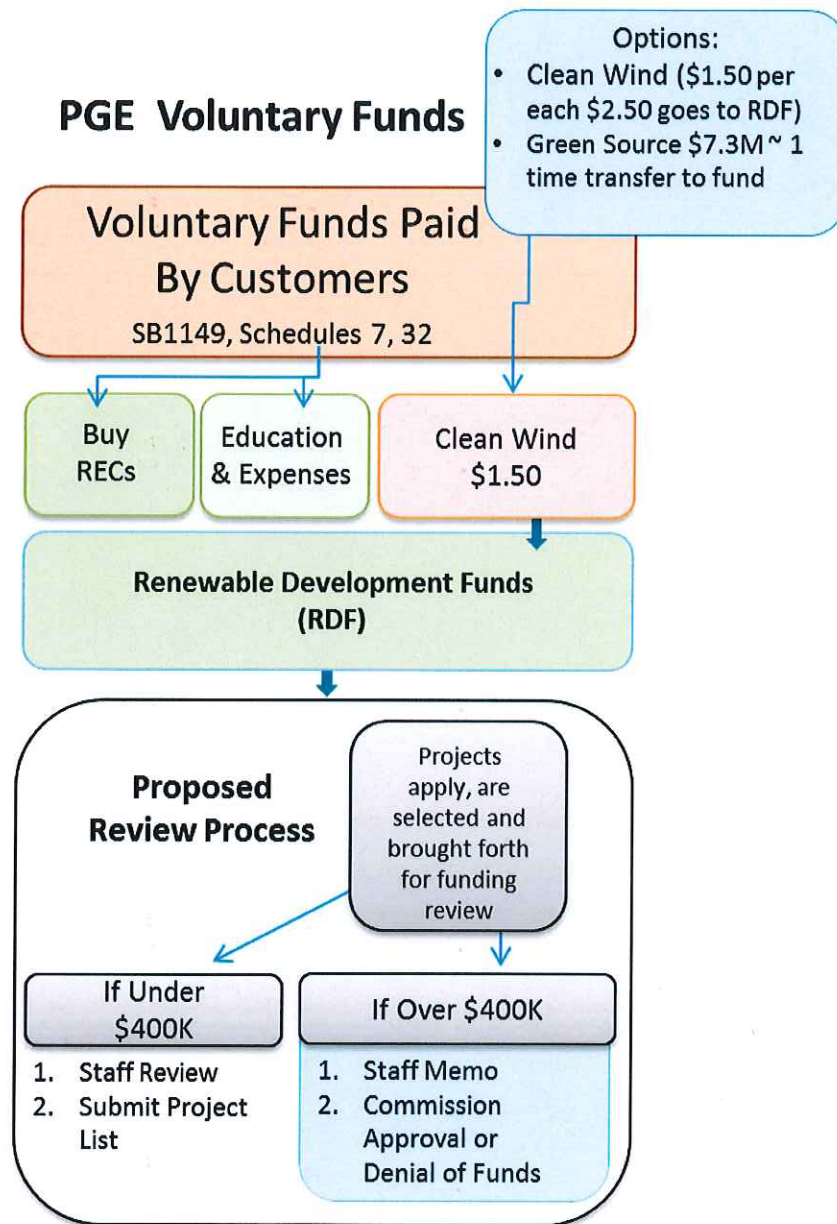 Options:
• Clean Wind ($1.50 per
each $2.50 goes to RDF)
• Green Source $7.3M ~ 1
time transfer to fund
PGE Voluntary Funds
Voluntary Funds Paid
By Customers
SB1149, Schedules 7, 32
Buy
RECs
Education
& Expenses
Clean Wind
$1.50
Renewable Development Funds
(RDF)
Proposed
Review Process
Projects
apply, are
selected and
brought forth
for funding
review
If Under
$400K
1. Staff Review
2. Submit Project
List
If Over $400K
1. Staff Memo
2. Commission
Approval or
Denial of Funds